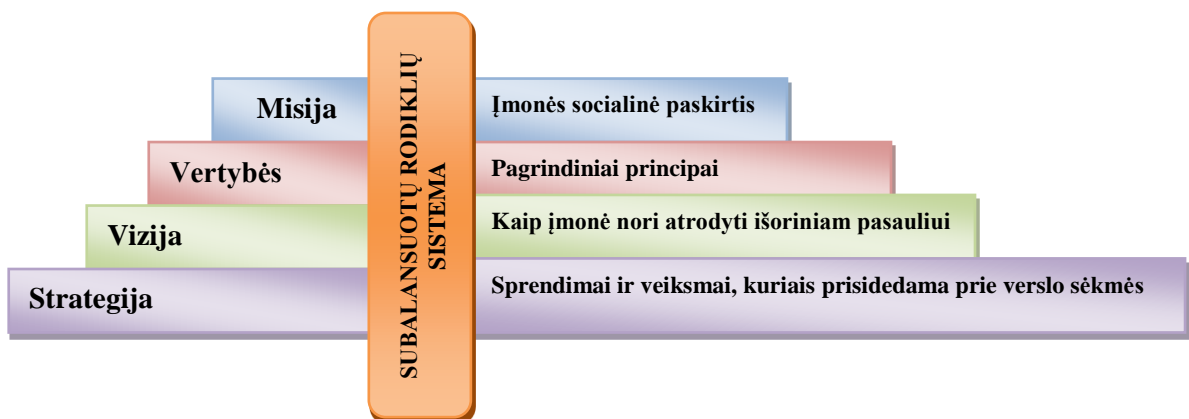 SUBALANSUOTŲ RODIKLIŲ
SISTEMA
Misija
Įmonės socialinė paskirtis
Vertybės
Pagrindiniai principai
Vizija
Kaip įmonė nori atrodyti išoriniam pasauliui
Strategija
Sprendimai ir veiksmai, kuriais prisidedama prie verslo sėkmės